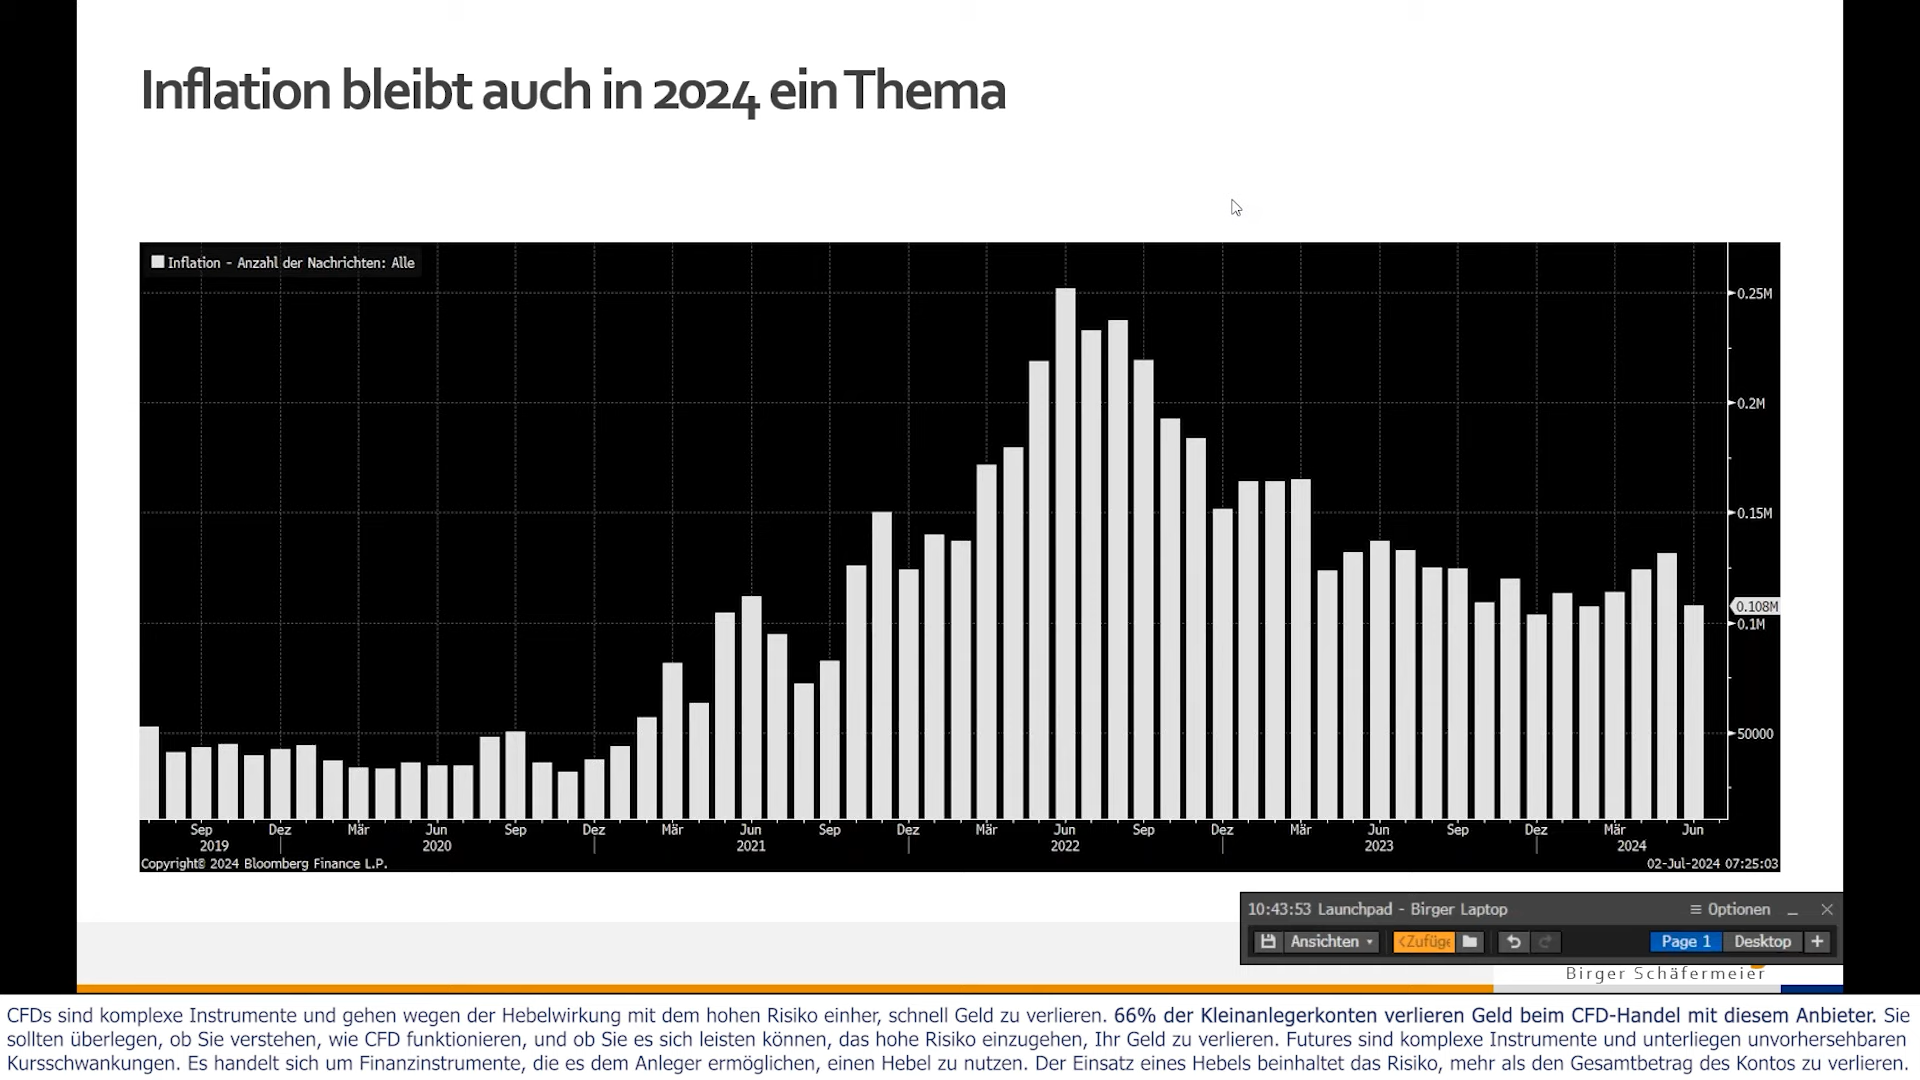 Inflation bleibt auch in 2024 ein Thema
Inflation - Anzahl der Nachrichten: Alle
0.25M
0.2M
0.15M
0.108M
0.1M
50000
Sep Dez Mär Jun Sep Dez Mär Jun Sep Dez Mär Jun Sep Dez Mär Jun Sep Dez Mär Jun
2019 2020 2021 2022 2023 2024
Copyright© 2024 Bloomberg Finance L.P. 02-Jul-2024 07:25:03
10:43:53 Launchpad - Birger Laptop Optionen
Ansichten <Zufüge Page 1 Desktop +
Birger Schäfermeier
CFDs sind komplexe Instrumente und gehen wegen der Hebelwirkung mit dem hohen Risiko einher, schnell Geld zu verlieren. 66% der Kleinanlegerkonten verlieren Geld beim CFD-Handel mit diesem Anbieter. Sie
sollten überlegen, ob Sie verstehen, wie CFD funktionieren, und ob Sie es sich leisten können, das hohe Risiko einzugehen, Ihr Geld zu verlieren. Futures sind komplexe Instrumente und unterliegen unvorhersehbaren
Kursschwankungen. Es handelt sich um Finanzinstrumente, die es dem Anleger ermöglichen, einen Hebel zu nutzen. Der Einsatz eines Hebels beinhaltet das Risiko, mehr als den Gesamtbetrag des Kontos zu verlieren.